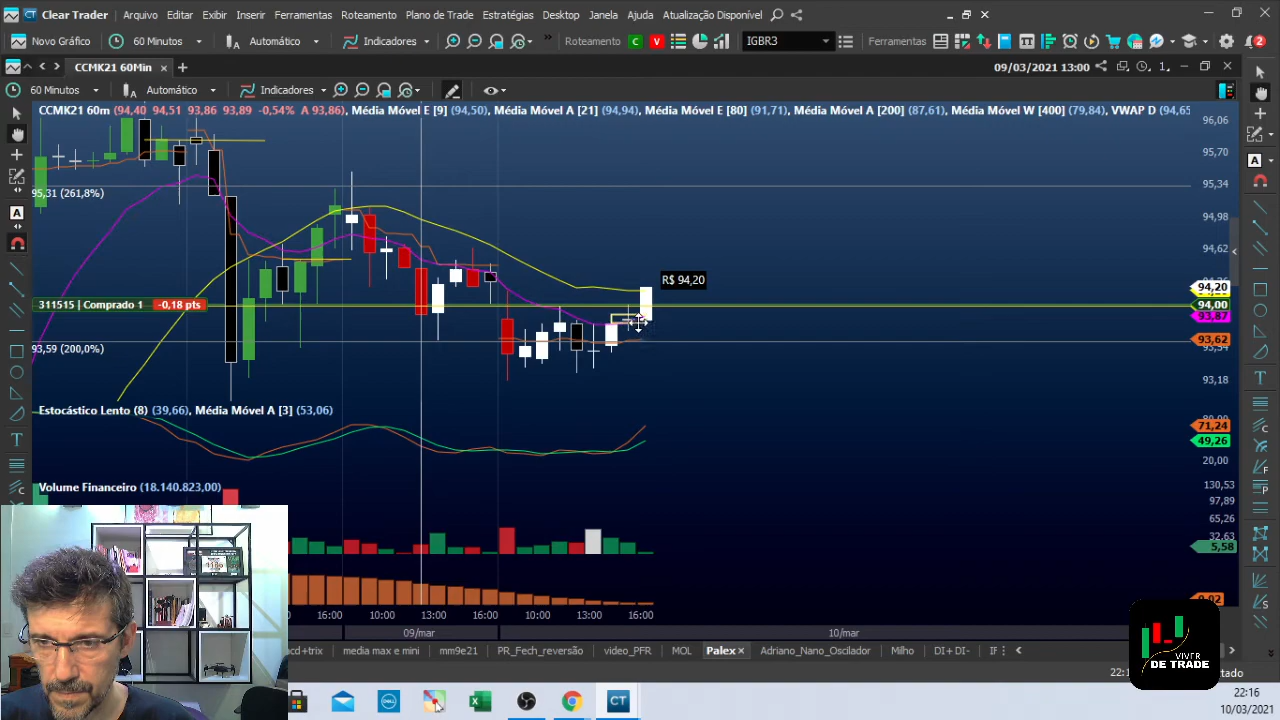 Clear Trader Arquivo Editar Exibir Inserir Ferramentas Roteamento Plano de Trade Estratégias Desktop Janela Ajuda Atualização Disponível
Novo Gráfico 60 Minutos Automático Indicadores » Roteamento C V IGBR3 Ferramentas 2
CCMK21 60Min 09/03/2021 13:00 1
60 Minutos Automático Indicadores
CCMK21 60m (94,40 94,51 93,86 93,89 -0,54% A 93,86), Média Móvel E [9] (94,50), Média Móvel A [21] (94,94), Média Móvel E [80] (91,71), Média Móvel A [200] (87,61), Média Móvel W [400] (79,84), VWAP D (94,65
96,06
95,70
95,34
95,31 (261,8%)
94,98
94,62
R$ 94,20
94,20
311515 | Comprado 1 -0,18 pts
94,00
93,87
93,62
93,59 (200,0%)
93,18
Estocástico Lento (8) (39,66), Média Móvel A [3] (53,06)
71,24
49,26
20,00
Volume Financeiro (18.140.823,00)
130,53
97,89
65,26
32,63
5,58
16:00 10:00 13:00 16:00 10:00 13:00 16:00
09/mar 10/mar
acd+trix media max e mini mm9e21 PR_Fech_reversão video_PFR MOL Palex Adriano_Nano_Oscilador Milho DI+ DI-
VIVER
DE TRADE
22:16
10/03/2021